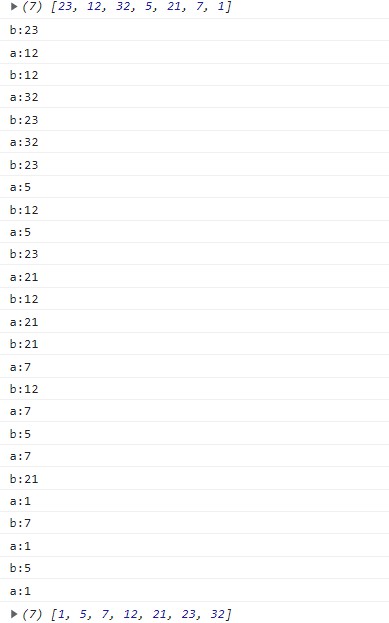 ▶(7) [23, 12, 32, 5, 21, 7, 1]
b:23
a:12
b:12
a:32
b:23
a:32
b:23
a:5
b:12
a:5
b:23
a:21
b:12
a:21
b:21
a:7
b:12
a:7
b:5
a:7
b:21
a:1
b:7
a:1
b:5
a:1
▶(7) [1, 5, 7, 12, 21, 23, 32]